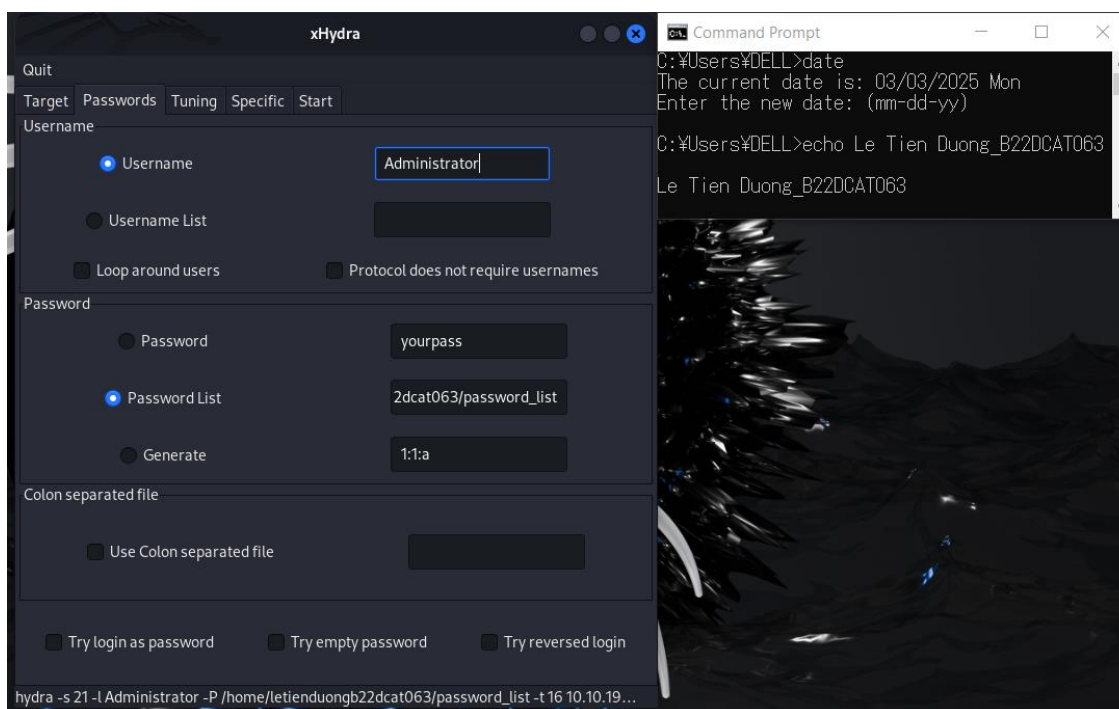 xHydra
Quit
Target Passwords Tuning Specific Start
Username
Username Administrator
Username List
Loop around users Protocol does not require usernames
Password
Password yourpass
Password List 2dcat063/password_list
Generate 1:1:a
Colon separated file
Use Colon separated file
Try login as password Try empty password Try reversed login
hydra -s 21 -l Administrator -P /home/letienduongb22dcat063/password_list -t 16 10.10.19...
Command Prompt
C:¥Users¥DELL>date
The current date is: 03/03/2025 Mon
Enter the new date: (mm-dd-yy)
C:¥Users¥DELL>echo Le Tien Duong_B22DCAT063
Le Tien Duong_B22DCAT063